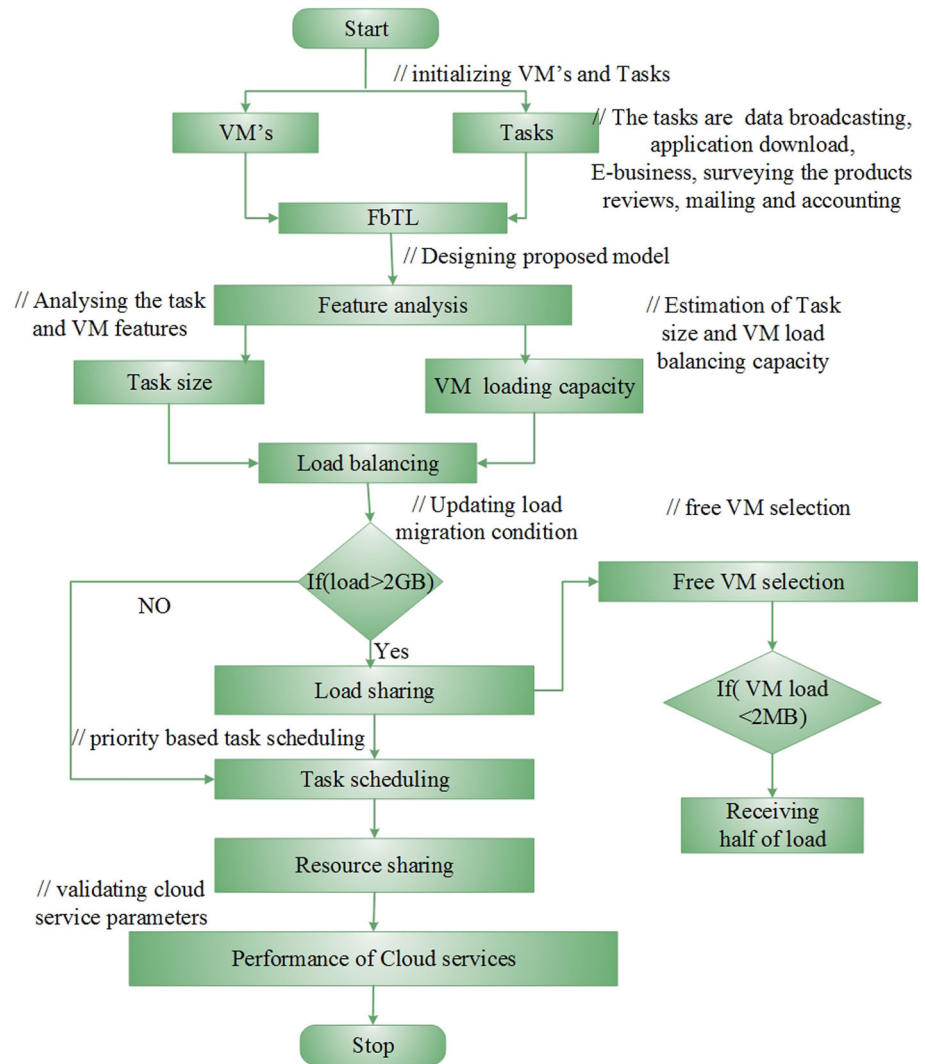 Start
// initializing VM's and Tasks
VM's
Tasks
// The tasks are data broadcasting,
application download,
E-business, surveying the products
reviews, mailing and accounting
FbTL
// Designing proposed model
// Analysing the task
and VM features
Feature analysis
// Estimation of Task
size and VM load
balancing capacity
Task size
VM loading capacity
Load balancing
// Updating load
migration condition
// free VM selection
If(load>2GB)
Free VM selection
NO
Yes
If( VM load
<2MB)
Load sharing
// priority based task scheduling
Task scheduling
Receiving
half of load
Resource sharing
// validating cloud
service parameters
Performance of Cloud services
Stop